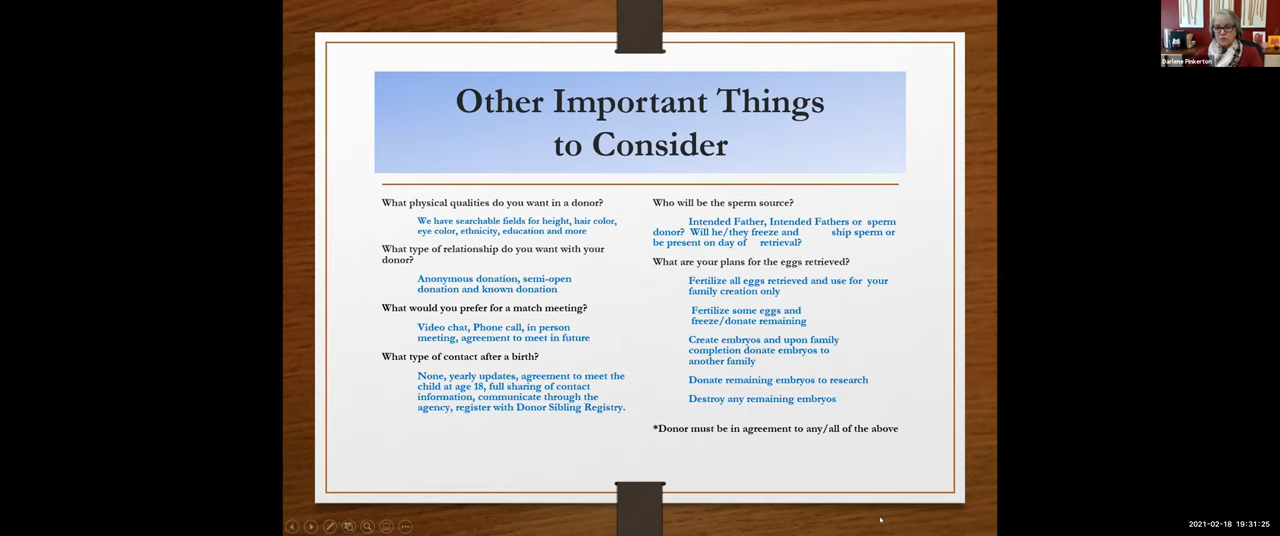 Other Important Things
to Consider
What physical qualities do you want in a donor?
We have searchable fields for height, hair color,
eye color, ethnicity, education and more
What type of relationship do you want with your
donor?
Anonymous donation, semi-open
donation and known donation
What would you prefer for a match meeting?
Video chat, Phone call, in person
meeting, agreement to meet in future
What type of contact after a birth?
None, yearly updates, agreement to meet the
child at age 18, full sharing of contact
information, communicate through the
agency, register with Donor Sibling Registry.
Who will be the sperm source?
Intended Father, Intended Fathers or sperm
donor? Will he/they freeze and ship sperm or
be present on day of retrieval?
What are your plans for the eggs retrieved?
Fertilize all eggs retrieved and use for your
family creation only
Fertilize some eggs and
freeze/donate remaining
Create embryos and upon family
completion donate embryos to
another family
Donate remaining embryos to research
Destroy any remaining embryos
*Donor must be in agreement to any/all of the above
Darlene Pinkerton
2021-02-18 19:31:25